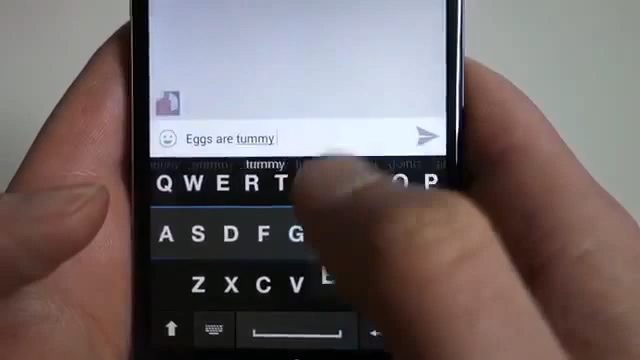 Eggs are tummy
tummy
Q W E R T O P
A S D F G
Z X C V